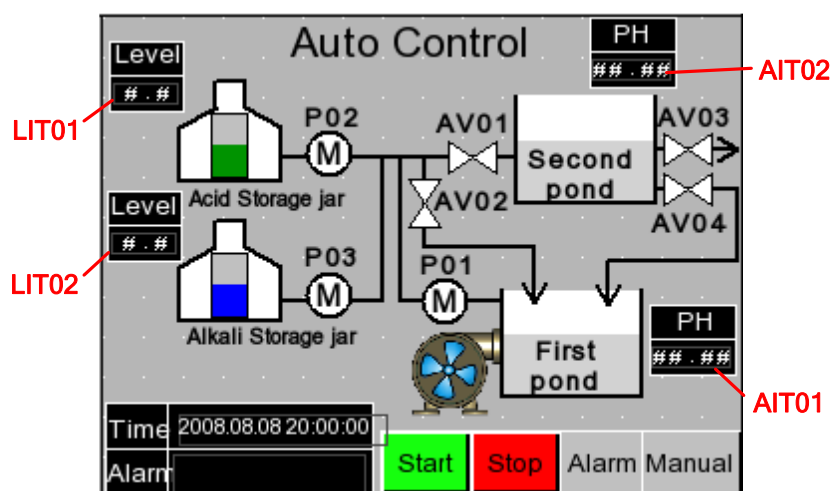 Auto Control
PH
##.##
AIT02
Level
#.#
LIT01
P02
AV01
AV03
Second
pond
Acid Storage jar
AV02
AV04
Level
#.#
LIT02
P03
P01
Alkali Storage jar
First
pond
PH
##.##
AIT01
Time
2008.08.08 20:00:00
Alarm
Start
Stop
Alarm
Manual
M
M
M